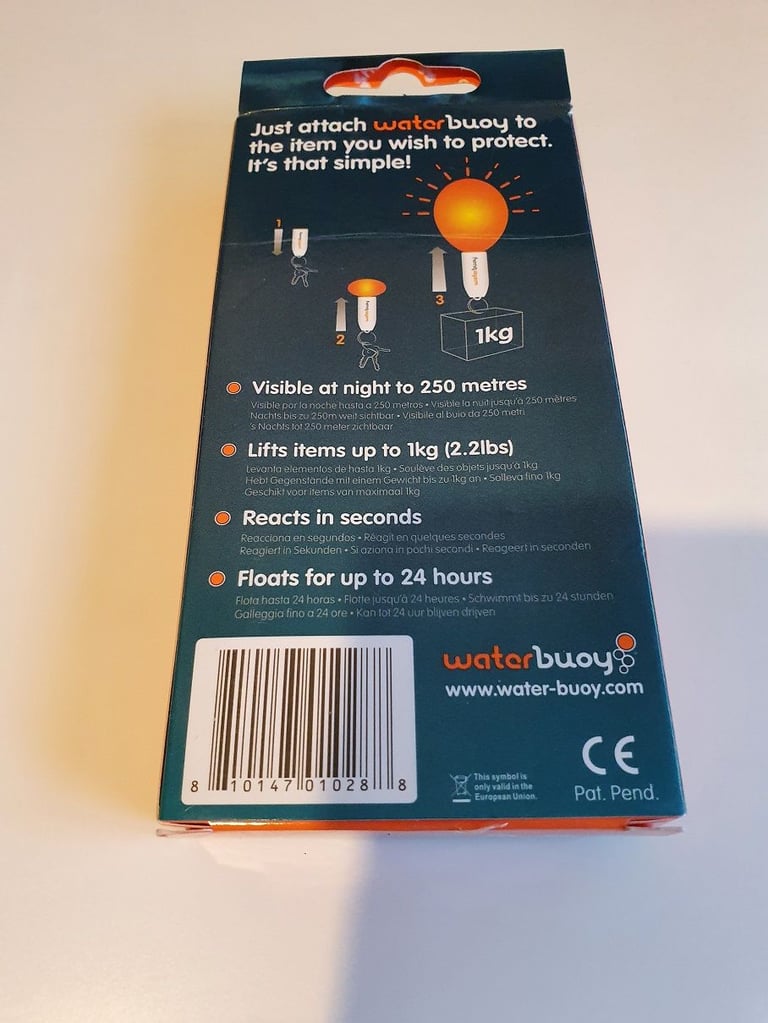 Just attach waterbuoy to
the item you wish to protect.
It's that simple!
1
2
3
waterbuoy
1kg
Visible at night to 250 metres
Visible por la noche hasta a 250 metros • Visible la nuit jusqu'à 250 mètres
Nachts bis zu 250m weit sichtbar • Visibile al buio da 250 metri
's Nachts tot 250 meter zichtbaar
Lifts items up to 1kg (2.2lbs)
Levanta elementos de hasta 1kg • Soulève des objets jusqu'à 1kg
Hebt Gegenstände mit einem Gewicht bis zu 1kg an • Solleva fino 1kg
Geschikt voor items van maximaal 1kg
Reacts in seconds
Reacciona en segundos • Réagit en quelques secondes
Reagiert in Sekunden • Si aziona in pochi secondi • Reageert in seconden
Floats for up to 24 hours
Flota hasta 24 horas • Flotte jusqu'à 24 heures • Schwimmt bis zu 24 stunden
Galleggia fino a 24 ore • Kan tot 24 uur blijven drijven
waterbuoy
www.water-buoy.com
8 10147 01028 8
This symbol is
only valid in the
European Union.
CE
Pat. Pend.